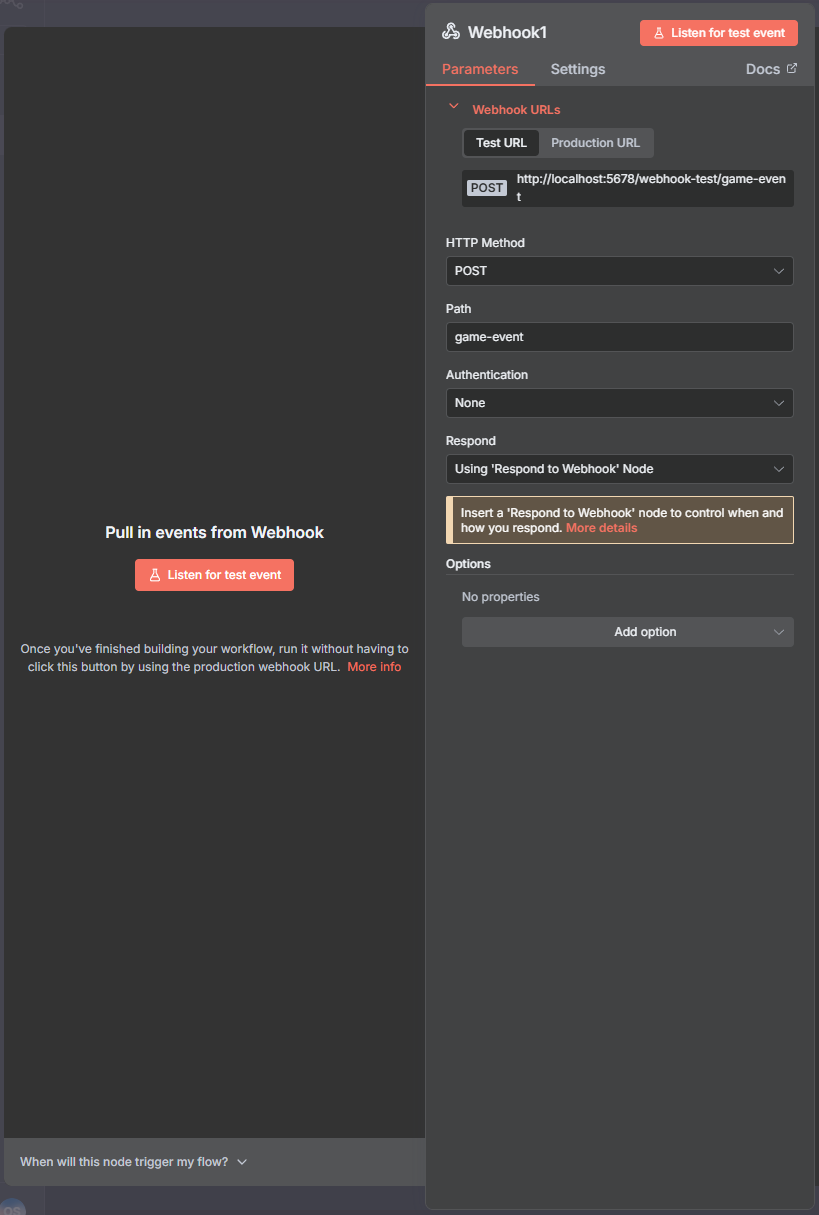 Webhook1
Listen for test event
Parameters
Settings
Docs
Webhook URLs
Test URL
Production URL
POST
http://localhost:5678/webhook-test/game-even
t
HTTP Method
POST
Path
game-event
Authentication
None
Respond
Using 'Respond to Webhook' Node
Insert a 'Respond to Webhook' node to control when and
how you respond. More details
Options
No properties
Add option
Pull in events from Webhook
Listen for test event
Once you've finished building your workflow, run it without having to
click this button by using the production webhook URL. More info
When will this node trigger my flow?